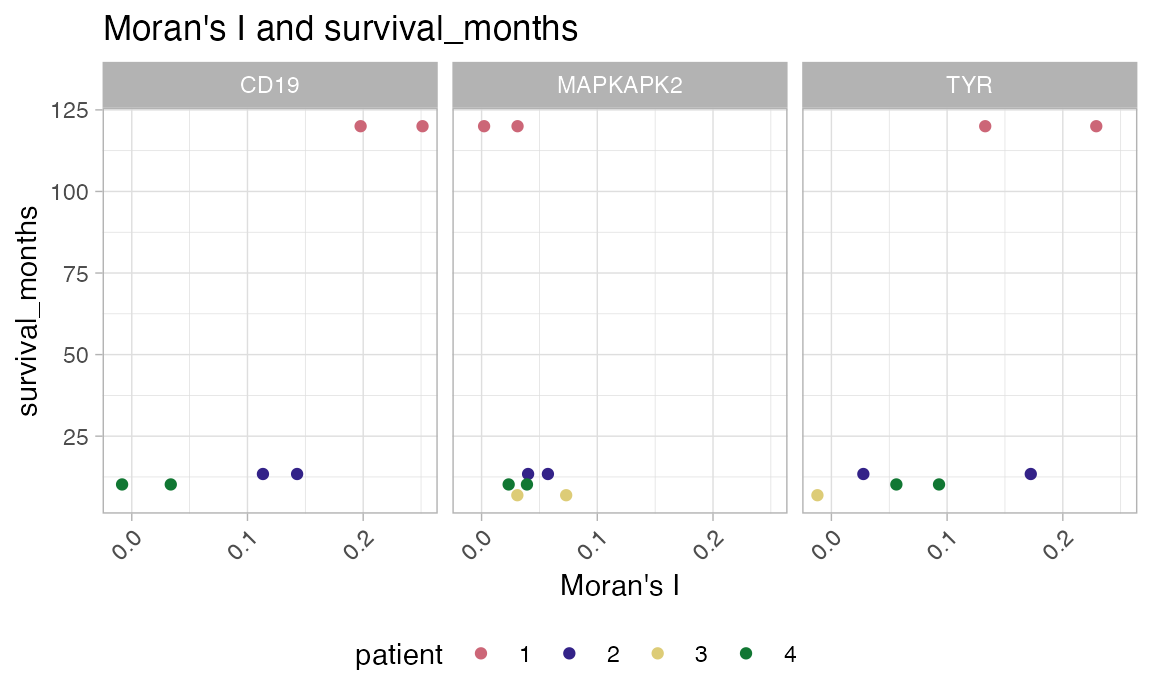 Moran's I and survival_months
CD19 MAPKAPK2 TYR
survival_months
125
100
75
50
25
0.0 0.1 0.2 0.0 0.1 0.2 0.0 0.1 0.2
Moran's I
patient 1 2 3 4